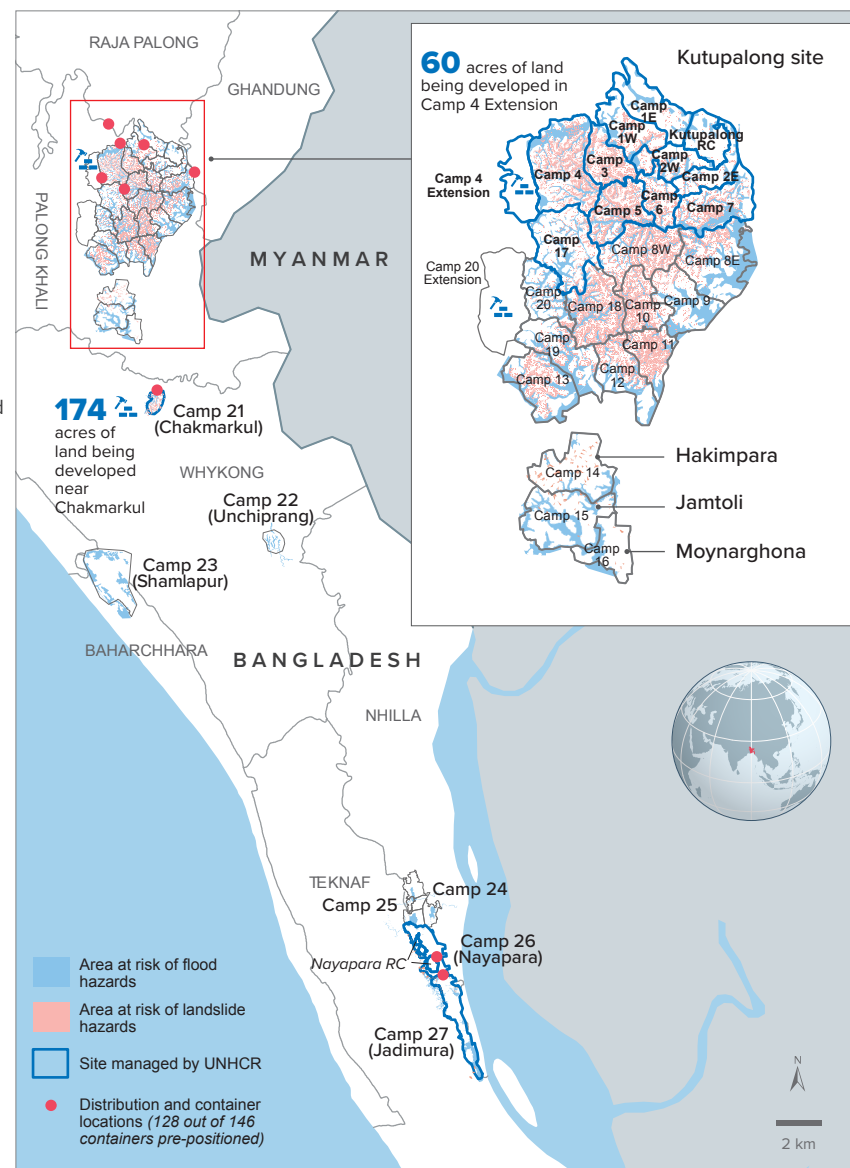 RAJA PALONG
GHANDUNG
PALONG KHALI
MYANMAR
60 acres of land
being developed in
Camp 4 Extension
Kutupalong site
Camp
1E
Camp
1W
Kutupalong
RC
Camp
2W
Camp 2E
Camp
3
Camp 4
Camp 4
Extension
Camp 5
Camp
6
Camp 7
Camp
17
Camp 8W
Camp 8E
Camp 20
Extension
Camp
20
Camp 18
Camp
10
Camp 9
Camp
19
Camp 11
Camp 13
Camp
12
Hakimpara
Camp 14
Jamtoli
Camp 15
Camp
16
Moynarghona
174
acres of
land being
developed
near
Chakmarkul
Camp 21
(Chakmarkul)
WHYKONG
Camp 22
(Unchiprang)
Camp 23
(Shamlapur)
BAHARCHHARA
BANGLADESH
NHILLA
TEKNAF
Camp 24
Camp 25
Camp 26
(Nayapara)
Nayapara RC
Camp 27
(Jadimura)
Area at risk of flood
hazards
Area at risk of landslide
hazards
Site managed by UNHCR
Distribution and container
locations (128 out of 146
containers pre-positioned)
N
2 km